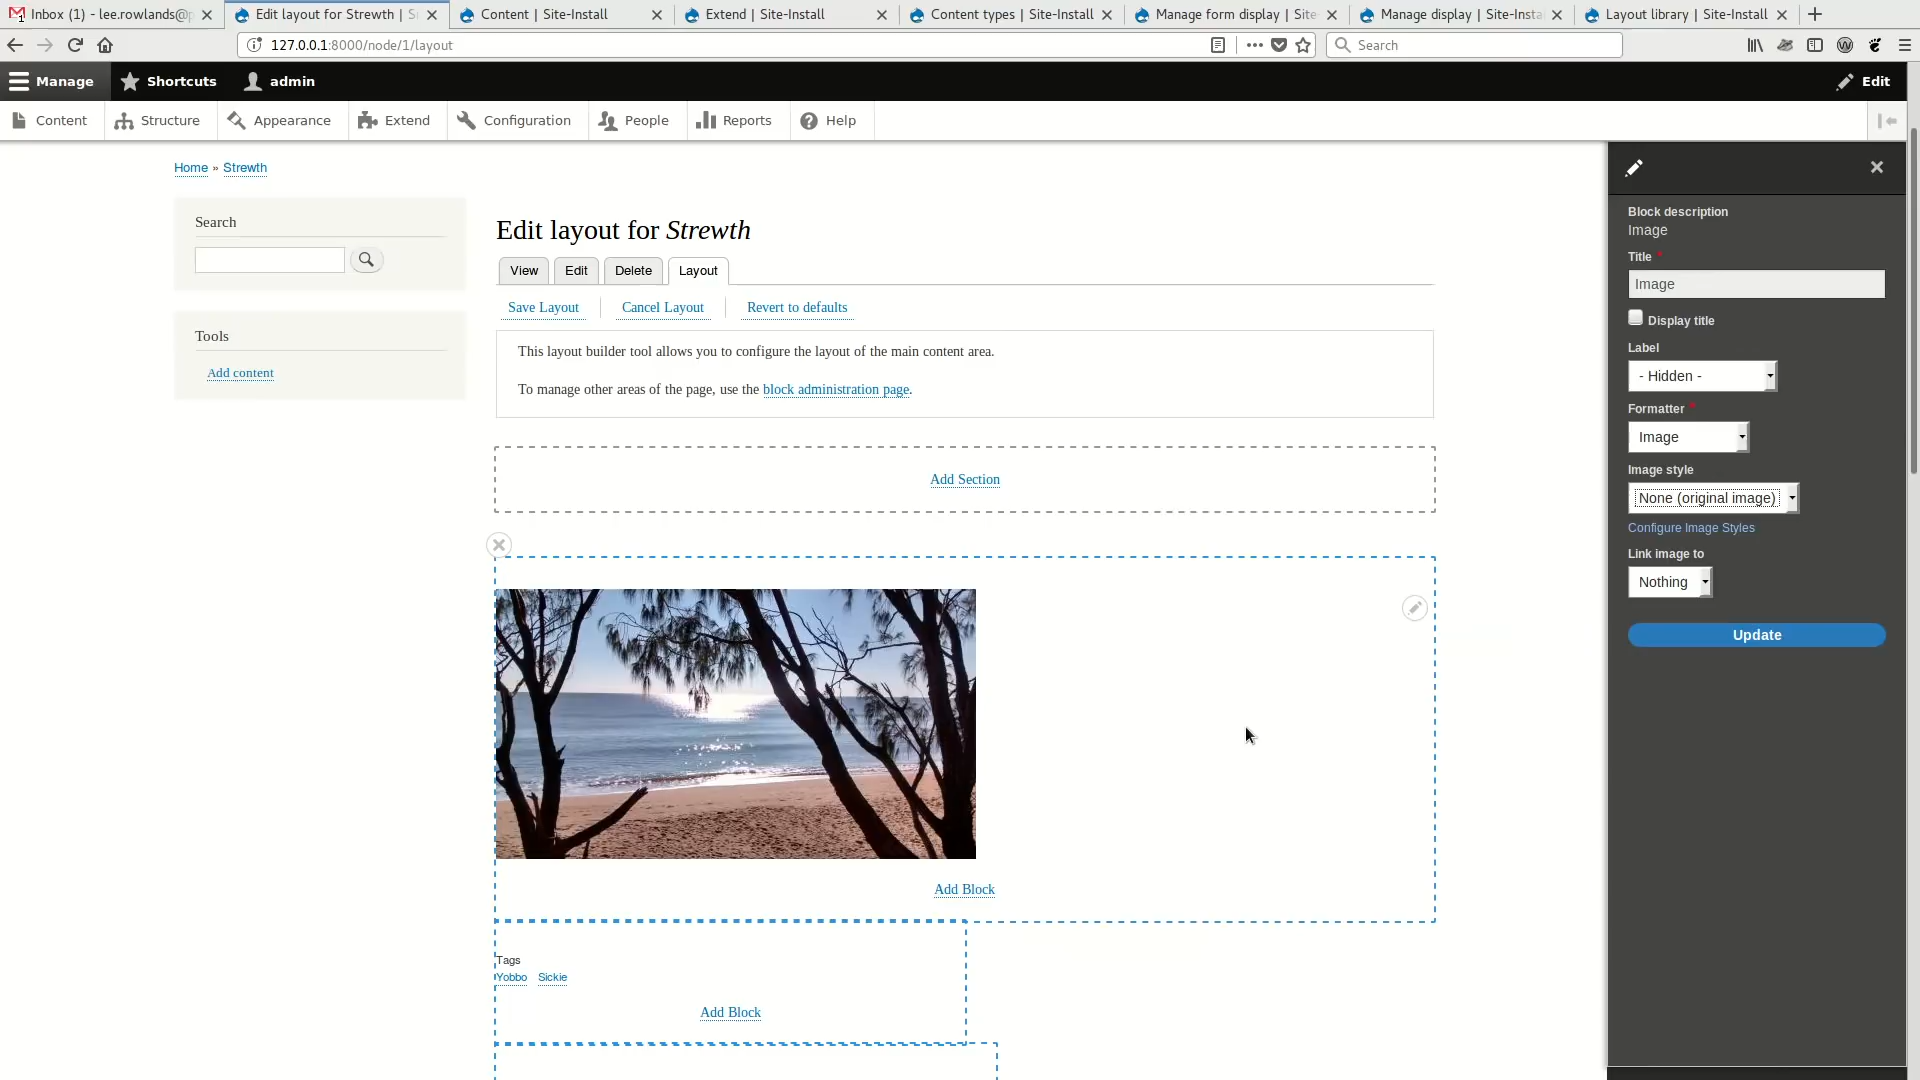 Inbox (1) - lee.rowlands@p
Edit layout for Strewth | S
Content | Site-Install
Extend | Site-Install
Content types | Site-Install
Manage form display | Site-
Manage display | Site-Insta
Layout library | Site-Install
127.0.0.1:8000/node/1/layout
Search
Manage
Shortcuts
admin
Edit
Content
Structure
Appearance
Extend
Configuration
People
Reports
Help
Home » Strewth
Search
Tools
Add content
Edit layout for Strewth
View
Edit
Delete
Layout
Save Layout
Cancel Layout
Revert to defaults
This layout builder tool allows you to configure the layout of the main content area.
To manage other areas of the page, use the block administration page.
Add Section
Add Block
Tags
Yobbo Sickie
Add Block
Block description
Image
Title *
Image
Display title
Label
- Hidden -
Formatter *
Image
Image style
None (original image)
Configure Image Styles
Link image to
Nothing
Update